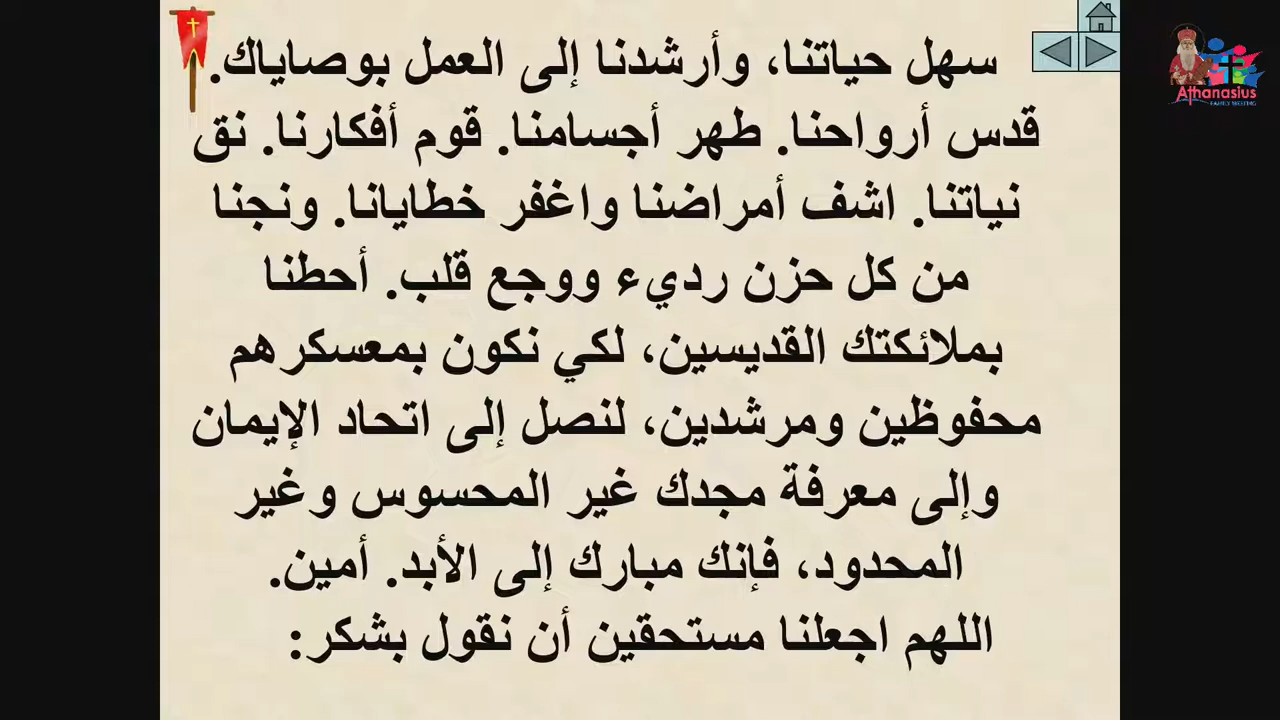 سهل حياتنا، وأرشدنا إلى العمل بوصاياك.
قدس أرواحنا. طهر أجسامنا. قوم أفكارنا. نق
نياتنا. اشف أمراضنا واغفر خطايانا. ونجنا
من كل حزن رديء ووجع قلب. أحطنا
بملائكتك القديسين، لكي نكون بمعسكرهم
محفوظين ومرشدين، لنصل إلى اتحاد الإيمان
وإلى معرفة مجدك غير المحسوس وغير
المحدود، فإنك مبارك إلى الأبد. أمين.
اللهم اجعلنا مستحقين أن نقول بشكر:
Athanasius
FAMILY MEETING